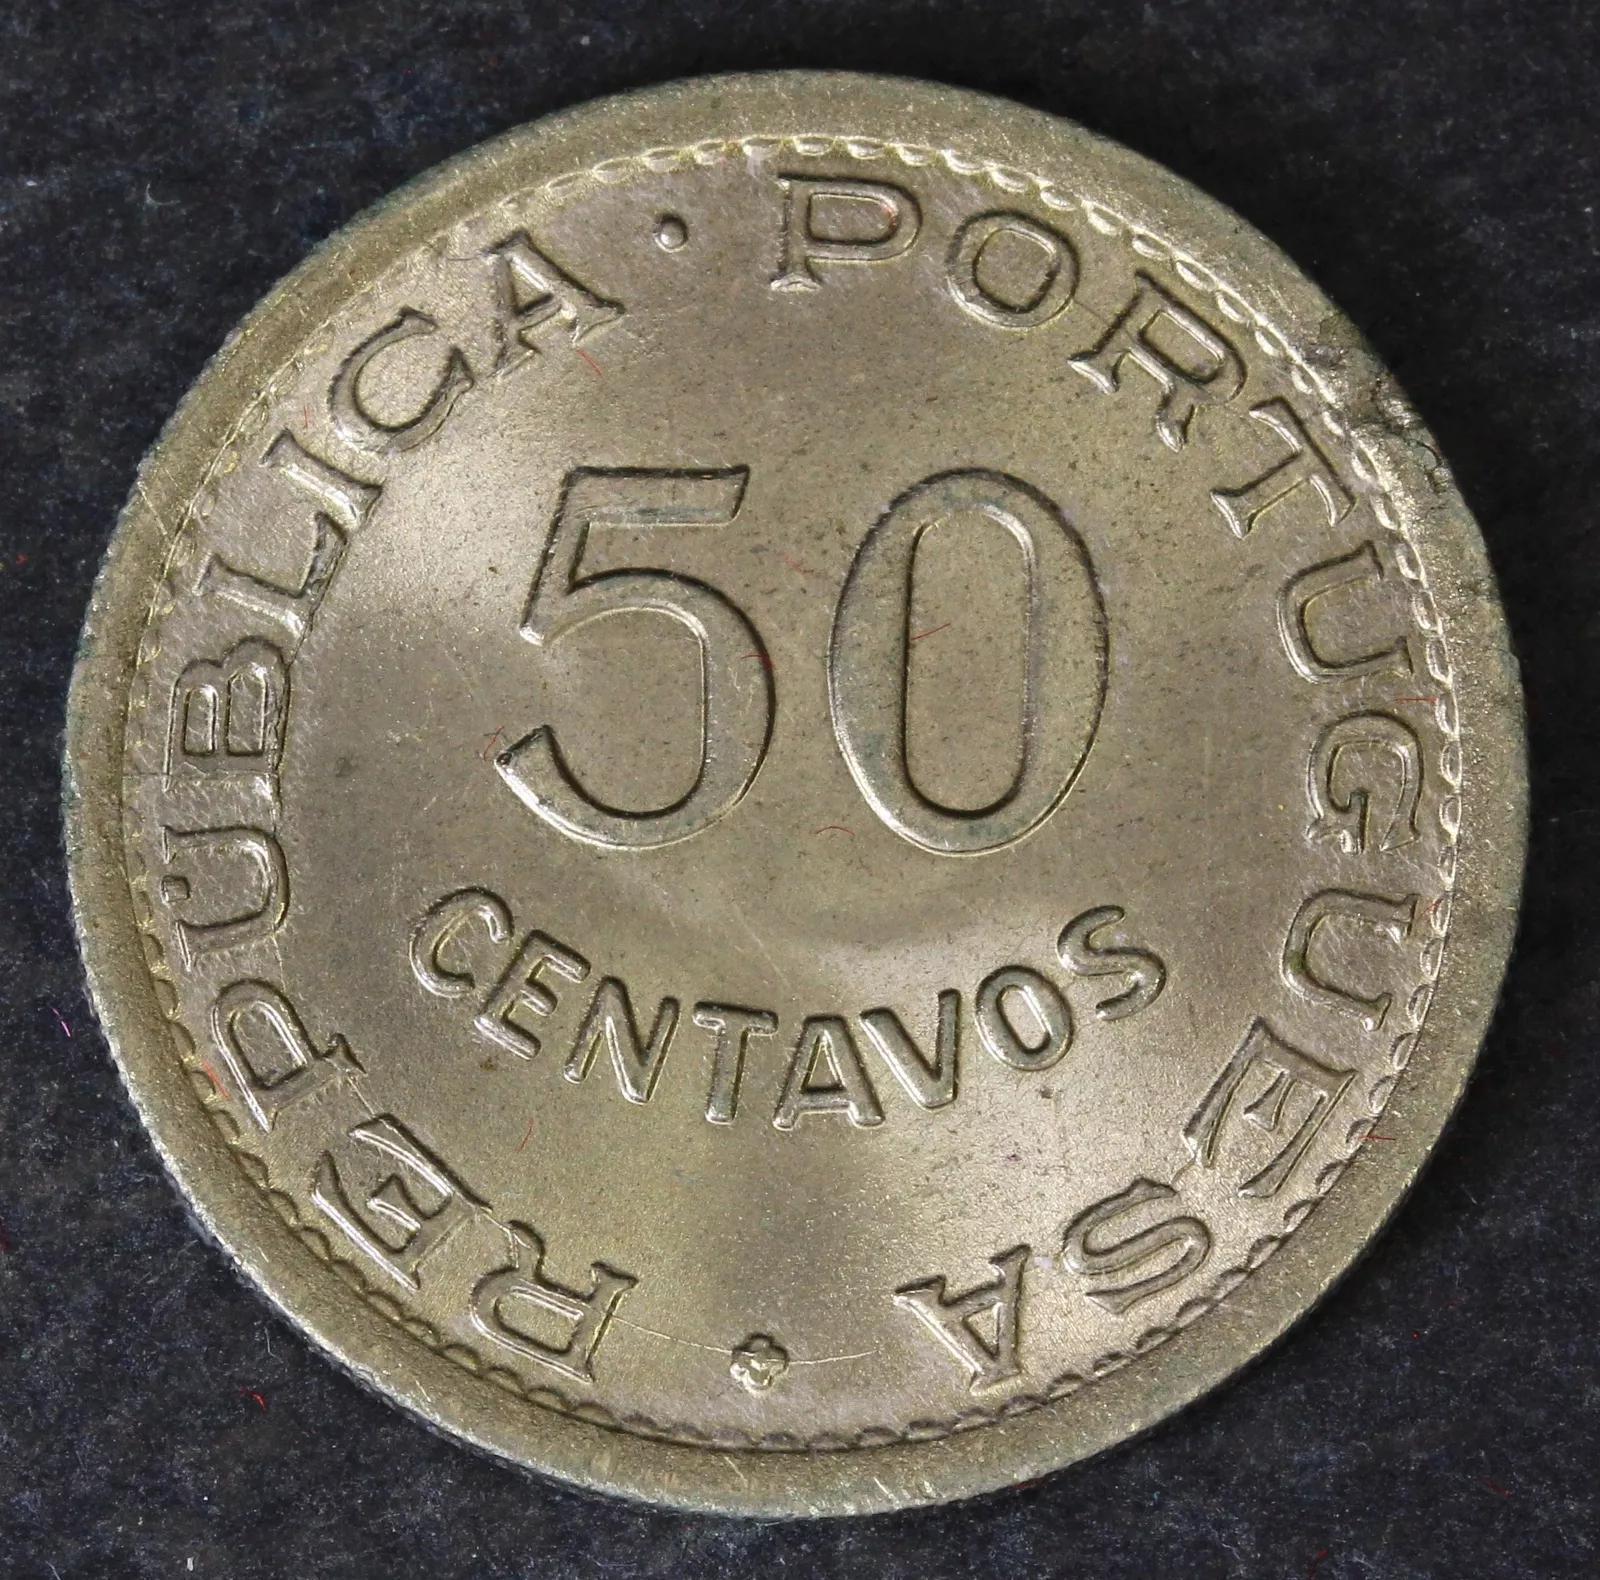 REPÚBLICA · PORTUGUESA
50
CENTAVOS